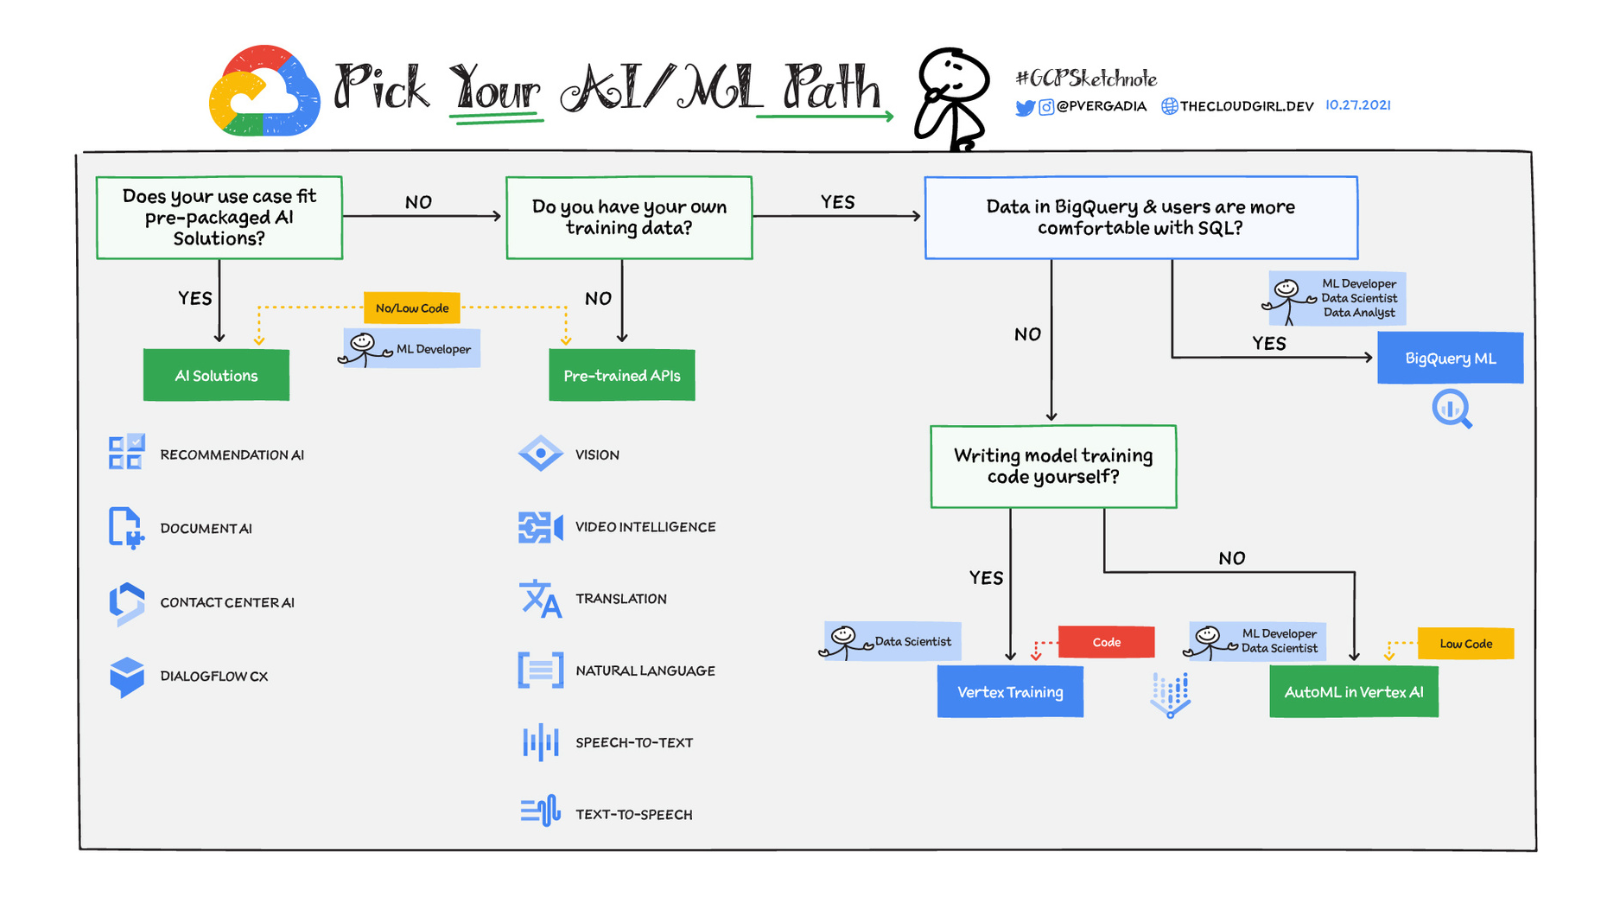 Pick Your AI/ML Path
#GCPSketchnote
@PVERGADIA THECLOUDGIRL.DEV 10.27.2021
Does your use case fit
pre-packaged AI
Solutions?
NO
Do you have your own
training data?
YES
Data in BigQuery & users are more
comfortable with SQL?
YES
No/Low Code
ML Developer
NO
AI Solutions
Pre-trained APIs
RECOMMENDATION AI
DOCUMENT AI
CONTACT CENTER AI
DIALOGFLOW CX
VISION
VIDEO INTELLIGENCE
TRANSLATION
NATURAL LANGUAGE
SPEECH-TO-TEXT
TEXT-TO-SPEECH
ML Developer
Data Scientist
Data Analyst
NO
YES
BigQuery ML
Writing model training
code yourself?
YES
NO
Data Scientist
Code
Vertex Training
ML Developer
Data Scientist
Low Code
AutoML in Vertex AI